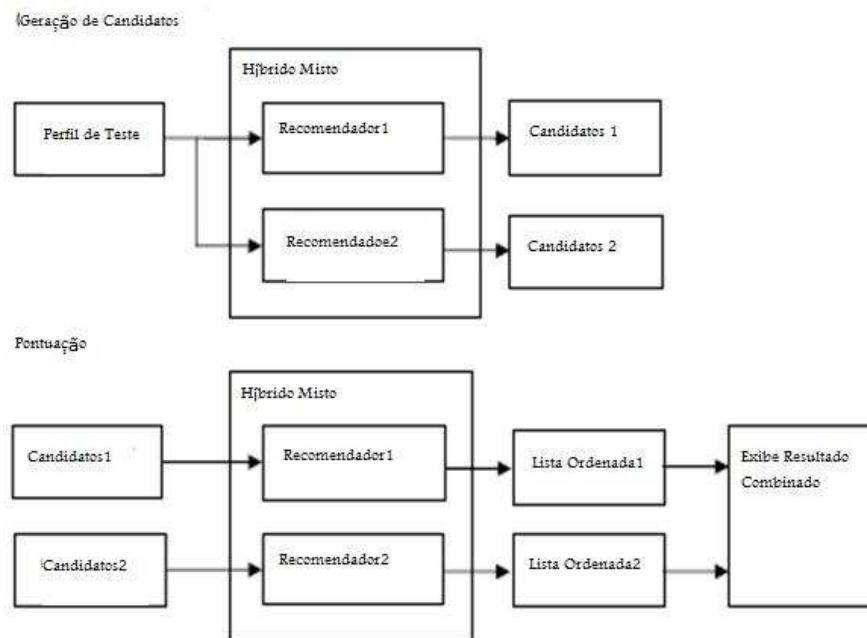 Geração de Candidatos
Híbrido Misto
Perfil de Teste
Recomendador1
Candidatos 1
Recomendadoe2
Candidatos 2
Pontuação
Híbrido Misto
Candidatos1
Recomendador1
Lista Ordenada1
Exibe Resultado
Combinado
Candidatos2
Recomendador2
Lista Ordenada2